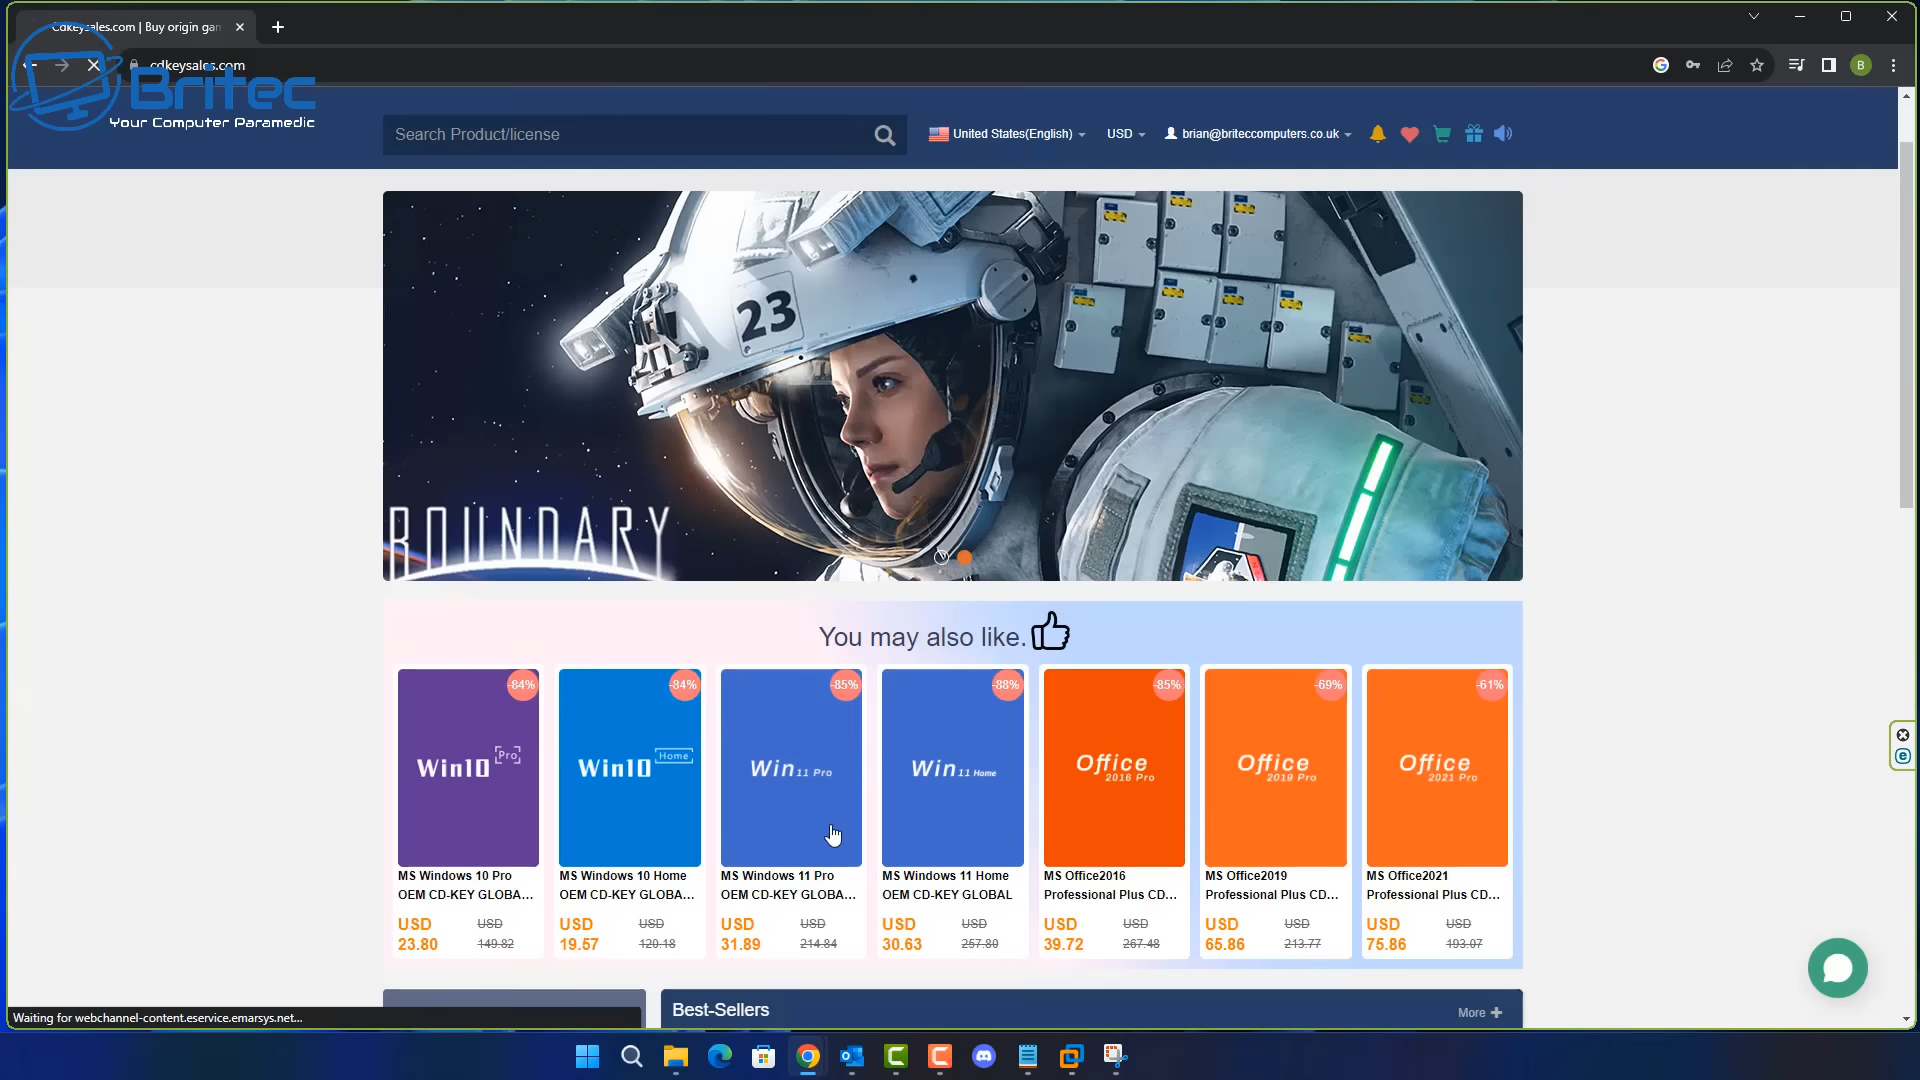 Cdkeysales.com | Buy origin gan
cdkeysales.com
B
Britec
Your Computer Paramedic
Search Product/license
United States(English)
USD
brian@briteccomputers.co.uk
23
BOUNDARY
You may also like.
-84%
-84%
-85%
-88%
-85%
-69%
-61%
Win10 Pro
Win10 Home
Win 11 Pro
Win 11 Home
Office 2016 Pro
Office 2019 Pro
Office 2021 Pro
MS Windows 10 Pro
OEM CD-KEY GLOBA...
USD 23.80
USD 149.82
MS Windows 10 Home
OEM CD-KEY GLOBA...
USD 19.57
USD 120.18
MS Windows 11 Pro
OEM CD-KEY GLOBA...
USD 31.89
USD 214.84
MS Windows 11 Home
OEM CD-KEY GLOBAL
USD 30.63
USD 257.80
MS Office2016
Professional Plus CD...
USD 39.72
USD 267.48
MS Office2019
Professional Plus CD...
USD 65.86
USD 213.77
MS Office2021
Professional Plus CD...
USD 75.86
USD 193.07
Best-Sellers
More
Waiting for webchannel-content.eservice.emarsys.net...